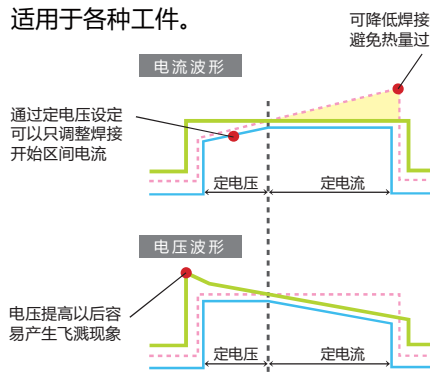 适用于各种工件。
可降低焊接
避免热量过
电流波形
通过定电压设定
可以只调整焊接
开始区间电流
定电压
定电流
电压波形
电压提高以后容
易产生飞溅现象
定电压
定电流